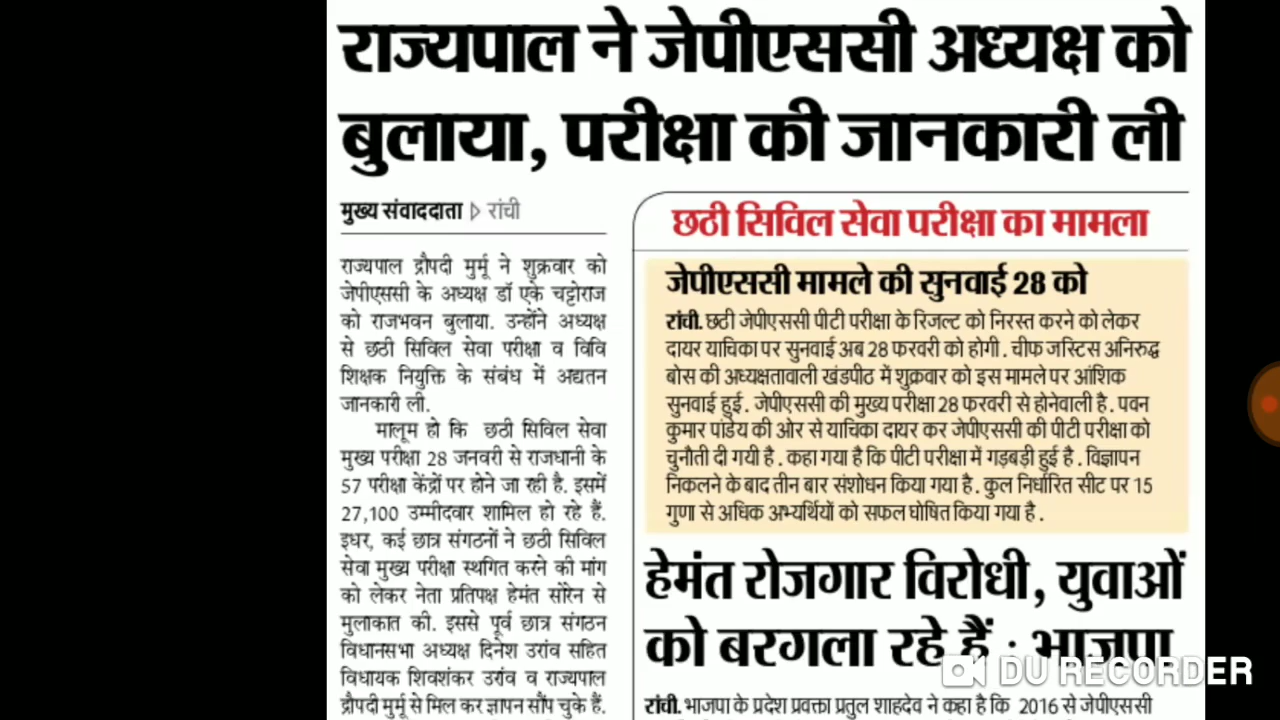 राज्यपाल ने जेपीएससी अध्यक्ष को
बुलाया, परीक्षा की जानकारी ली
मुख्य संवाददाता ▷ रांची
राज्यपाल द्रौपदी मुर्मू ने शुक्रवार को
जेपीएससी के अध्यक्ष डॉ एके चट्टोराज
को राजभवन बुलाया. उन्होंने अध्यक्ष
से छठी सिविल सेवा परीक्षा व विवि
शिक्षक नियुक्ति के संबंध में अद्यतन
जानकारी ली.
मालूम हो कि छठी सिविल सेवा
मुख्य परीक्षा 28 जनवरी से राजधानी के
57 परीक्षा केंद्रों पर होने जा रही है. इसमें
27,100 उम्मीदवार शामिल हो रहे हैं.
इधर, कई छात्र संगठनों ने छठी सिविल
सेवा मुख्य परीक्षा स्थगित करने की मांग
को लेकर नेता प्रतिपक्ष हेमंत सोरेन से
मुलाकात की. इससे पूर्व छात्र संगठन
विधानसभा अध्यक्ष दिनेश उरांव सहित
विधायक शिवशंकर उरांव व राज्यपाल
द्रौपदी मुर्मू से मिल कर ज्ञापन सौंप चुके हैं.
छठी सिविल सेवा परीक्षा का मामला
जेपीएससी मामले की सुनवाई 28 को
रांची. छठी जेपीएससी पीटी परीक्षा के रिजल्ट को निरस्त करने को लेकर
दायर याचिका पर सुनवाई अब 28 फरवरी को होगी. चीफ जस्टिस अनिरुद्ध
बोस की अध्यक्षतावाली खंडपीठ में शुक्रवार को इस मामले पर आंशिक
सुनवाई हुई. जेपीएससी की मुख्य परीक्षा 28 फरवरी से होनेवाली है. पवन
कुमार पांडेय की ओर से याचिका दायर कर जेपीएससी की पीटी परीक्षा को
चुनौती दी गयी है. कहा गया है कि पीटी परीक्षा में गड़बड़ी हुई है. विज्ञापन
निकलने के बाद तीन बार संशोधन किया गया है. कुल निर्धारित सीट पर 15
गुणा से अधिक अभ्यर्थियों को सफल घोषित किया गया है.
हेमंत रोजगार विरोधी, युवाओं
को बरगला रहे हैं : भाजपा
रांची. भाजपा के प्रदेश प्रवक्ता प्रतुल शाहदेव ने कहा है कि 2016 से जेपीएससी
DU RECORDER